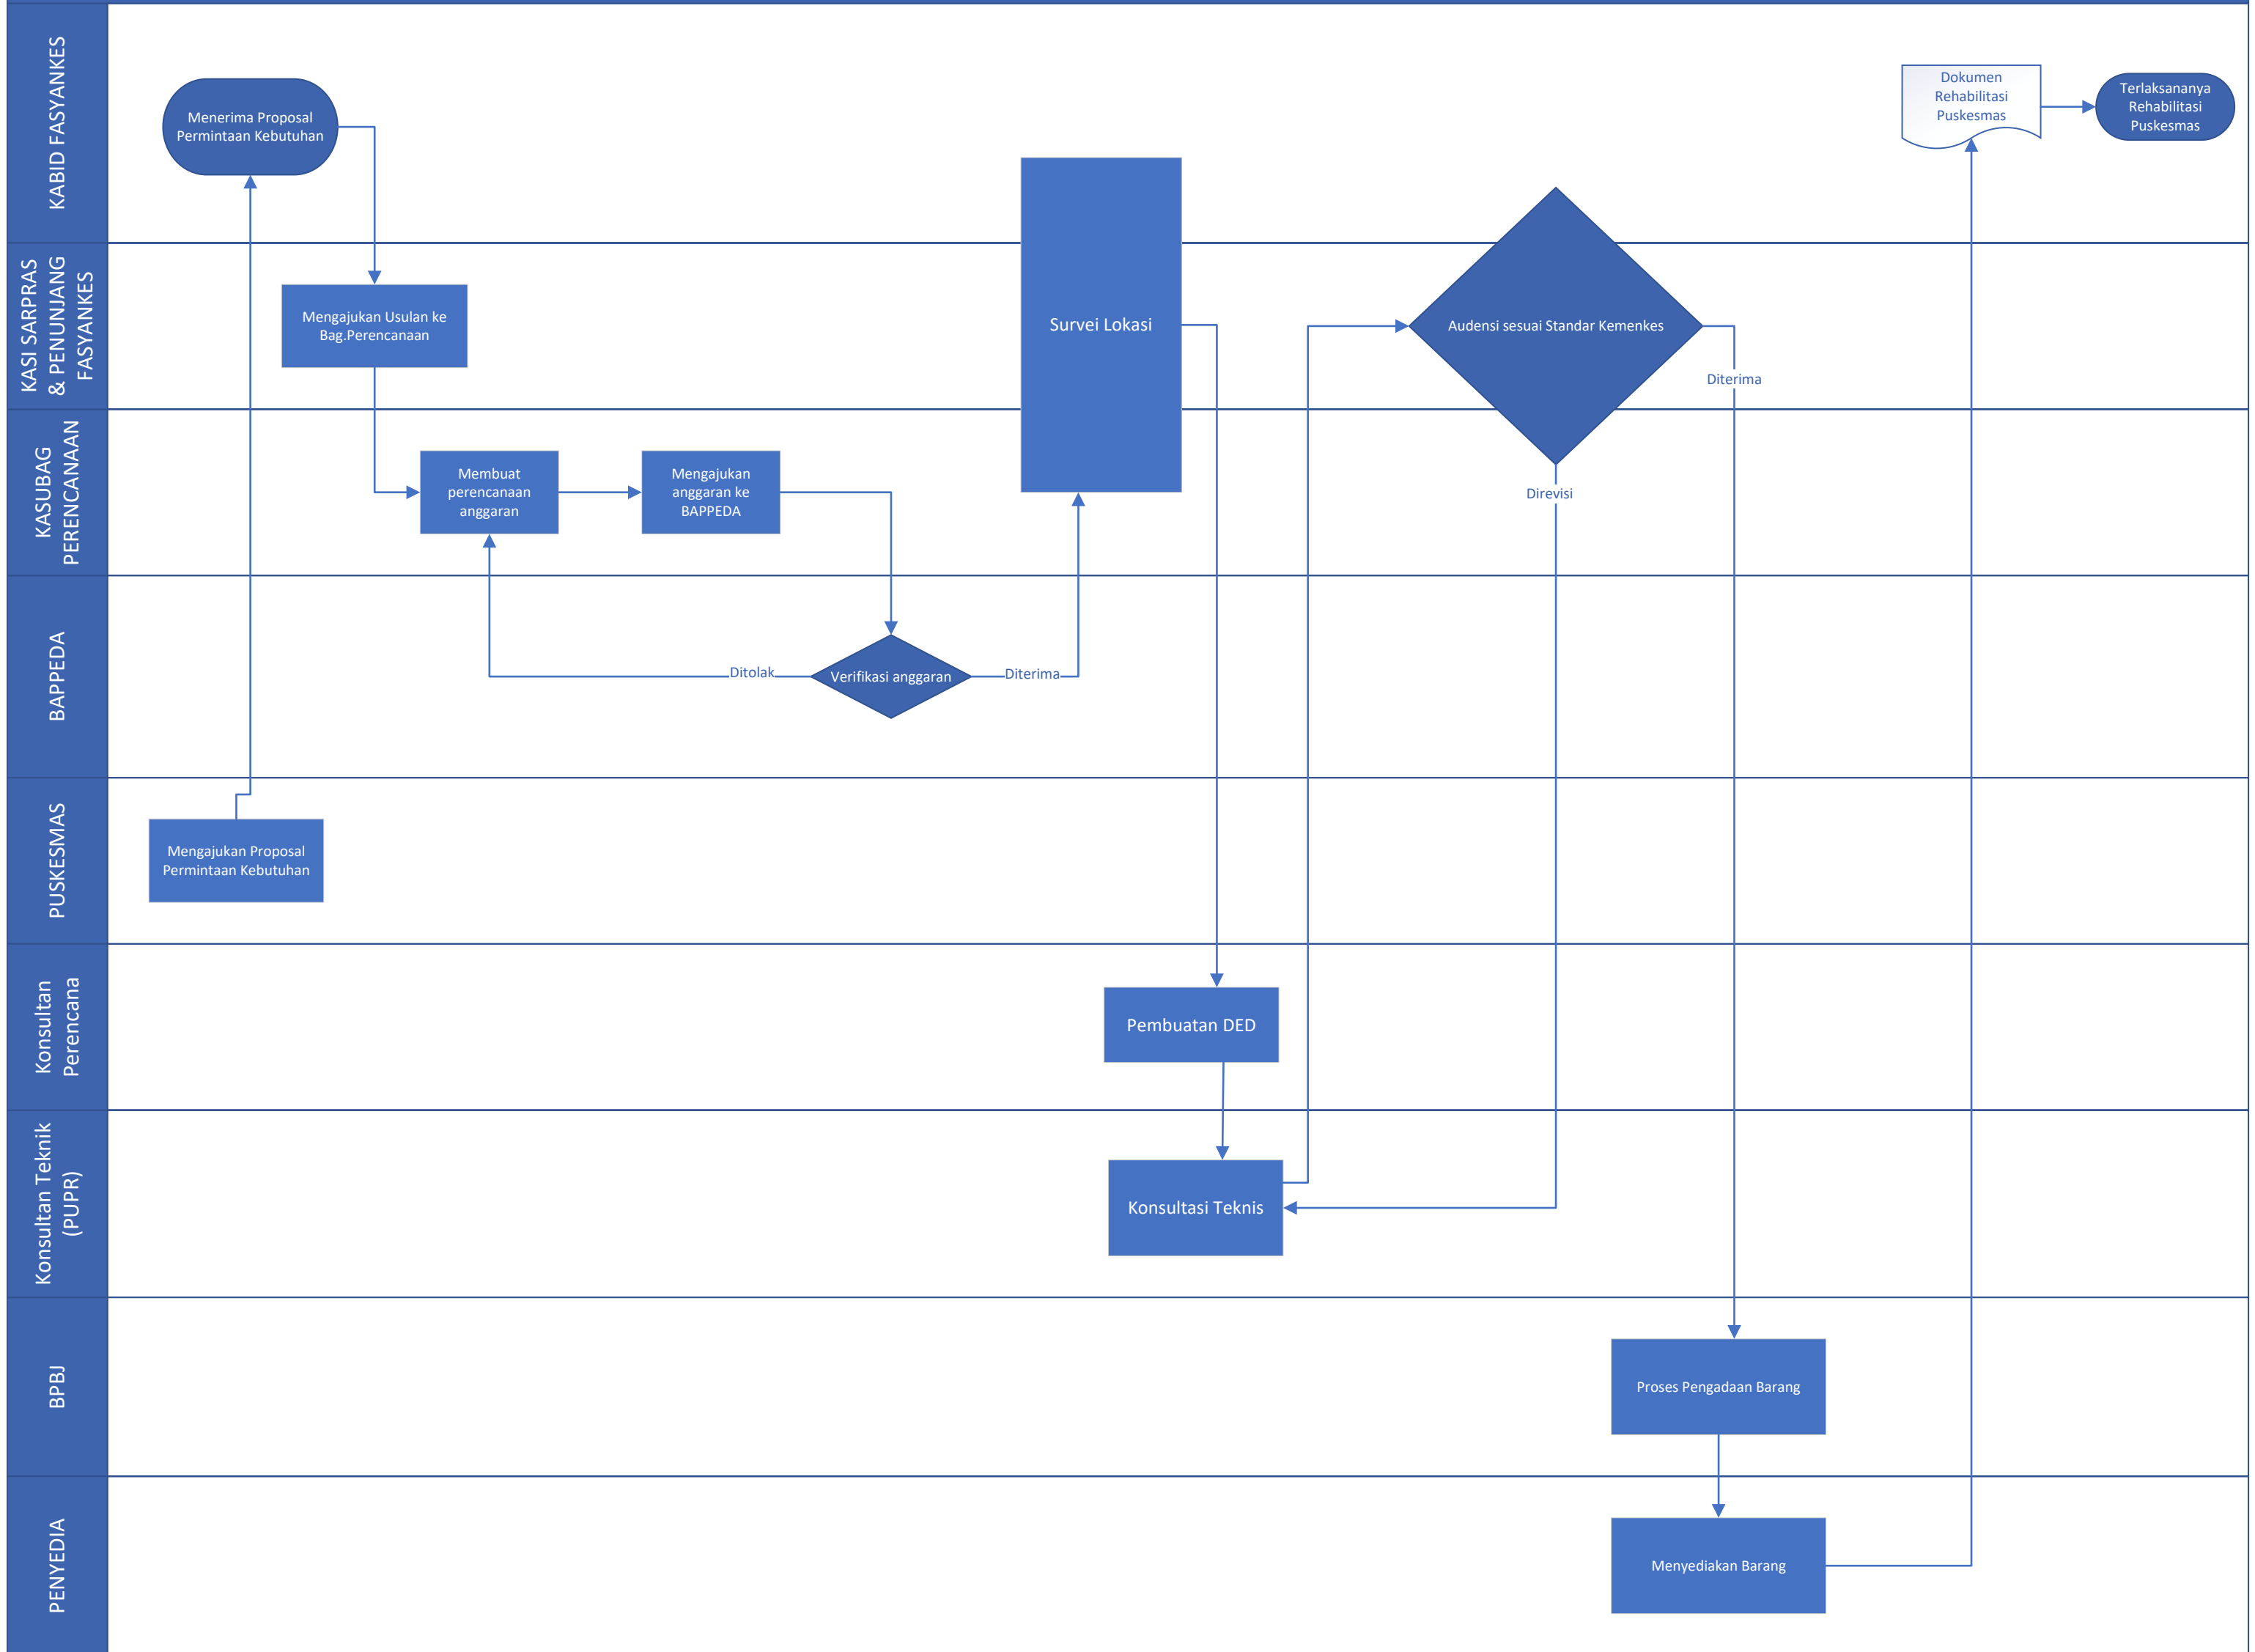 KABID FASYANKES
Menerima Proposal
Permintaan Kebutuhan
Dokumen
Rehabilitasi
Puskesmas
Terlaksananya
Rehabilitasi
Puskesmas
KASI SARPRAS
& PENUNJANG
FASYANKES
Mengajukan Usulan ke
Bag.Perencanaan
Survei Lokasi
Audensi sesuai Standar Kemenkes
Diterima
KASUBAG
PERENCANAAN
Membuat
perencanaan
anggaran
Mengajukan
anggaran ke
BAPPEDA
Direvisi
BAPPEDA
Ditolak
Verifikasi anggaran
Diterima
PUSKESMAS
Mengajukan Proposal
Permintaan Kebutuhan
Konsultan
Perencana
Pembuatan DED
Konsultan Teknik
(PUPR)
Konsultasi Teknis
BPBJ
Proses Pengadaan Barang
PENYEDIA
Menyediakan Barang